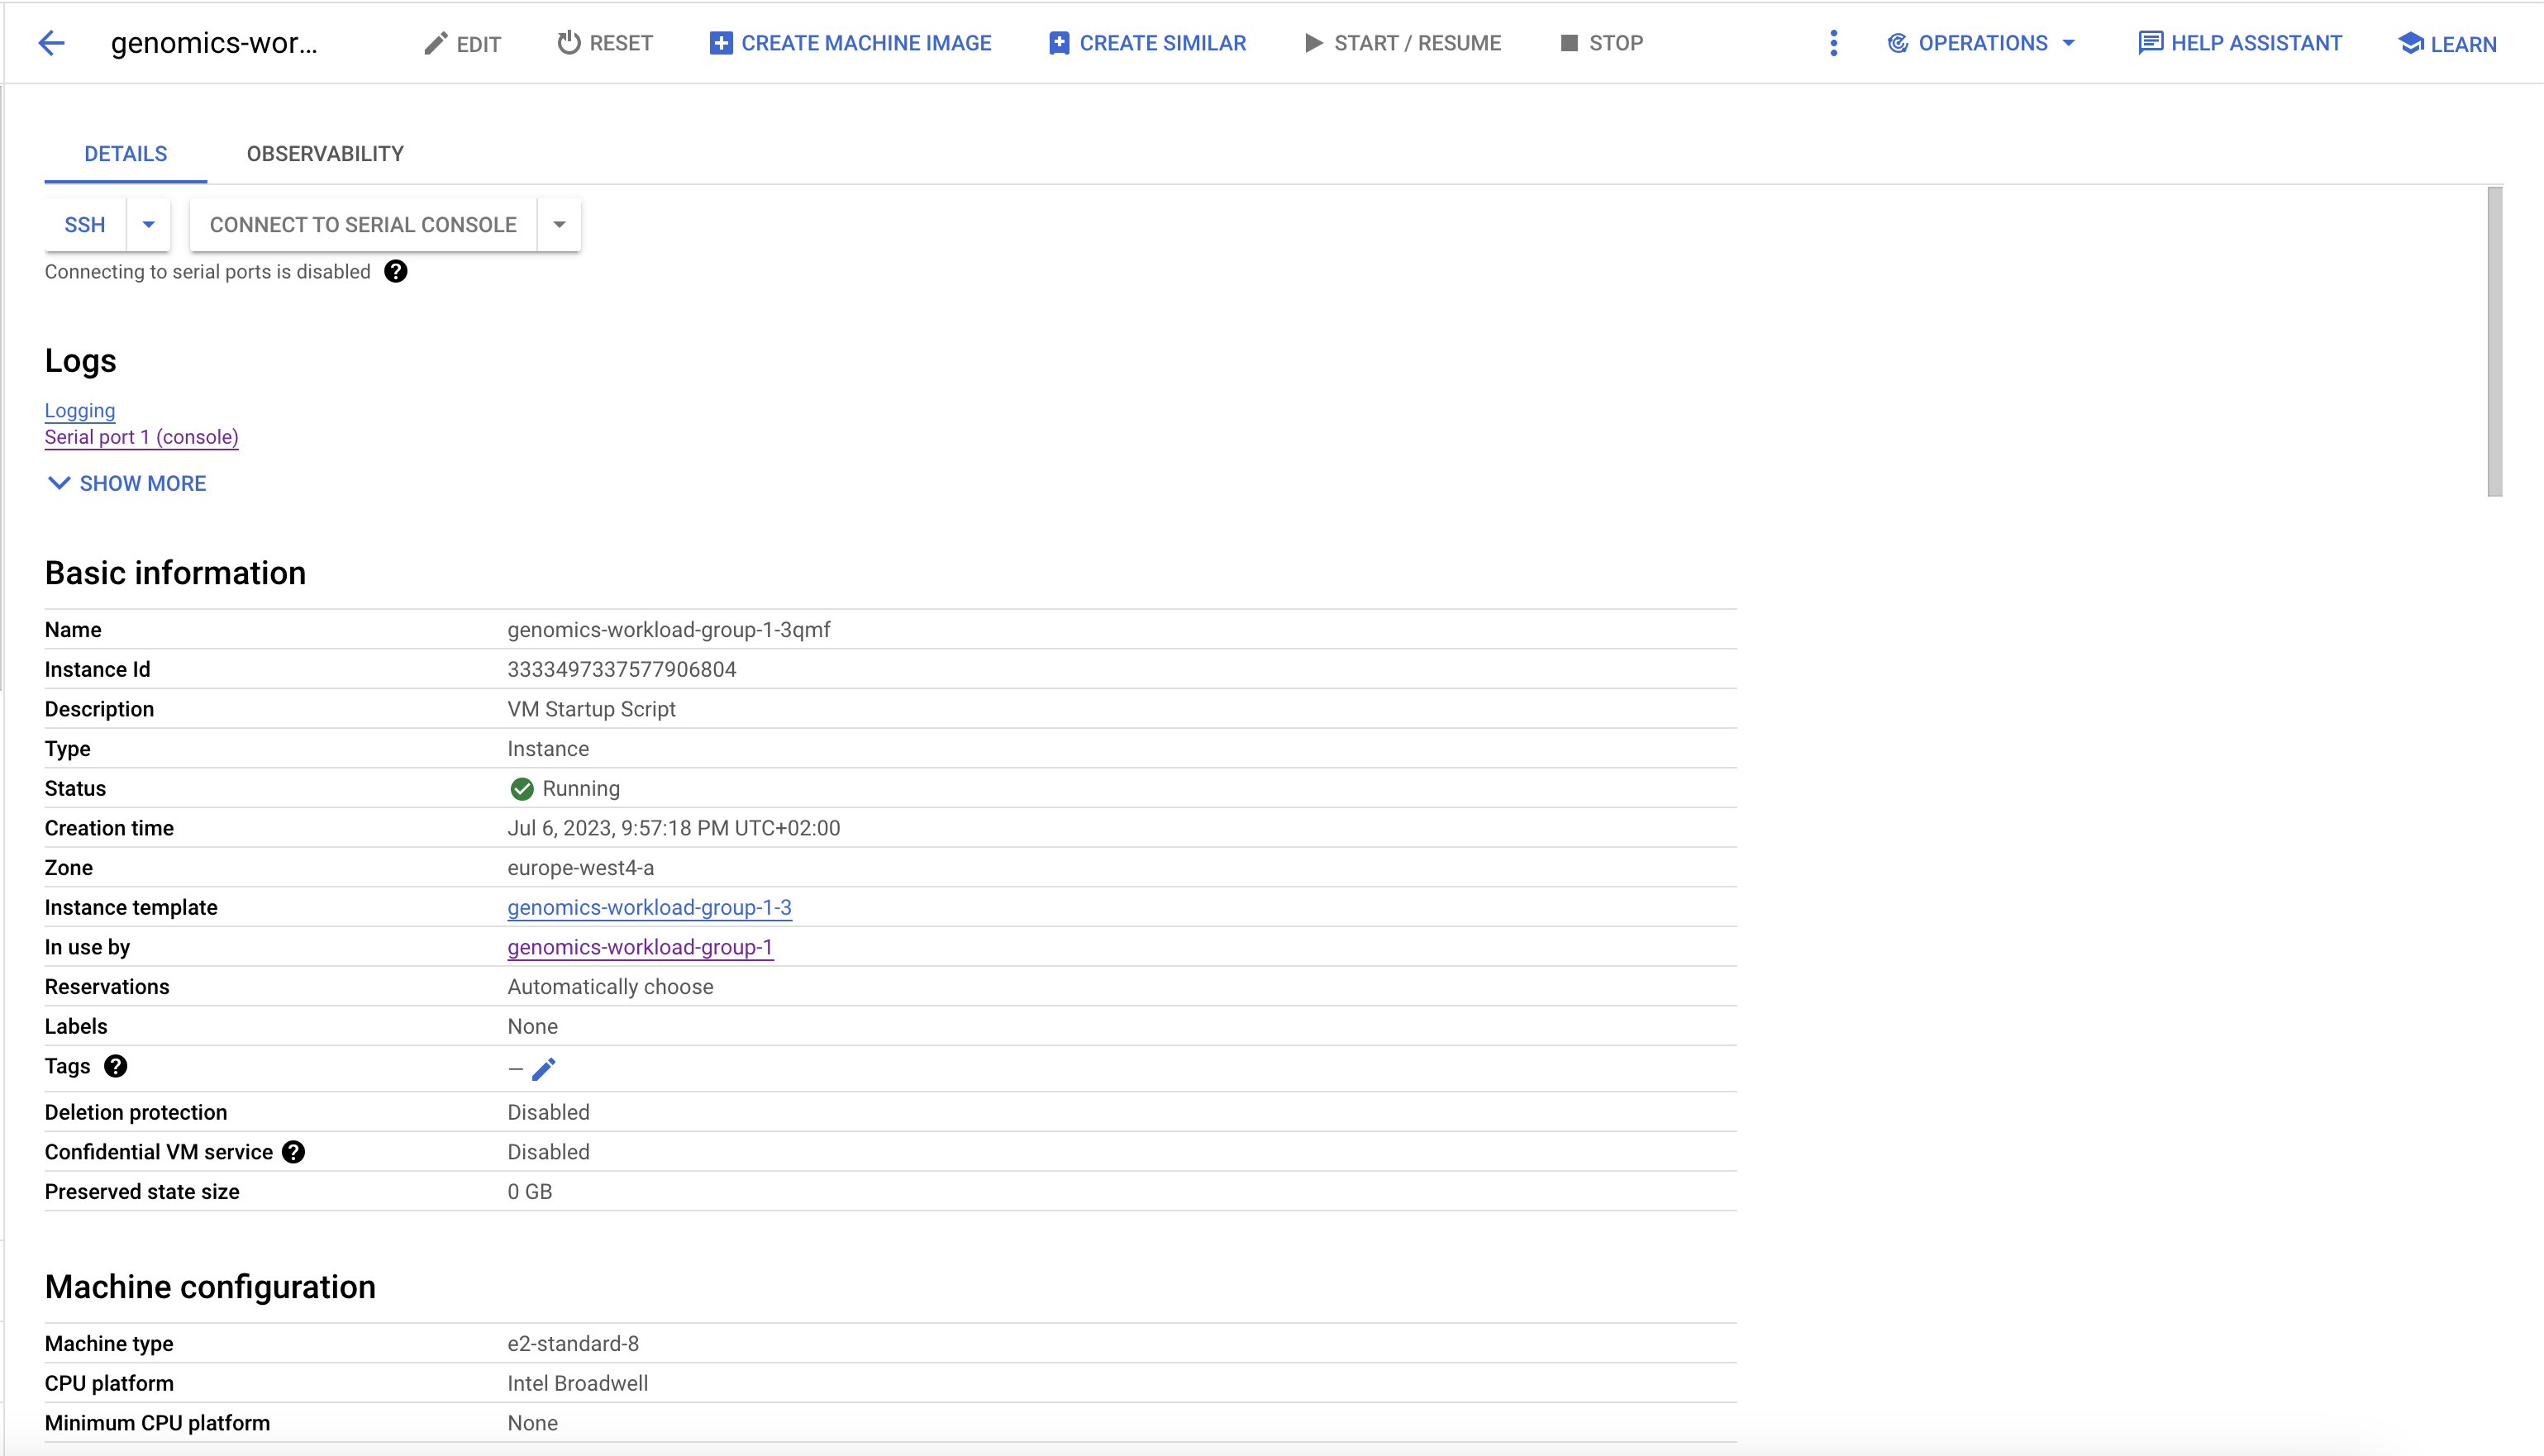 genomics-wor... EDIT RESET CREATE MACHINE IMAGE CREATE SIMILAR START / RESUME STOP OPERATIONS HELP ASSISTANT LEARN
DETAILS OBSERVABILITY
SSH CONNECT TO SERIAL CONSOLE
Connecting to serial ports is disabled ?
Logs
Logging
Serial port 1 (console)
SHOW MORE
Basic information
Name genomics-workload-group-1-3qmf
Instance Id 3333497337577906804
Description VM Startup Script
Type Instance
Status Running
Creation time Jul 6, 2023, 9:57:18 PM UTC+02:00
Zone europe-west4-a
Instance template genomics-workload-group-1-3
In use by genomics-workload-group-1
Reservations Automatically choose
Labels None
Tags ? —
Deletion protection Disabled
Confidential VM service ? Disabled
Preserved state size 0 GB
Machine configuration
Machine type e2-standard-8
CPU platform Intel Broadwell
Minimum CPU platform None